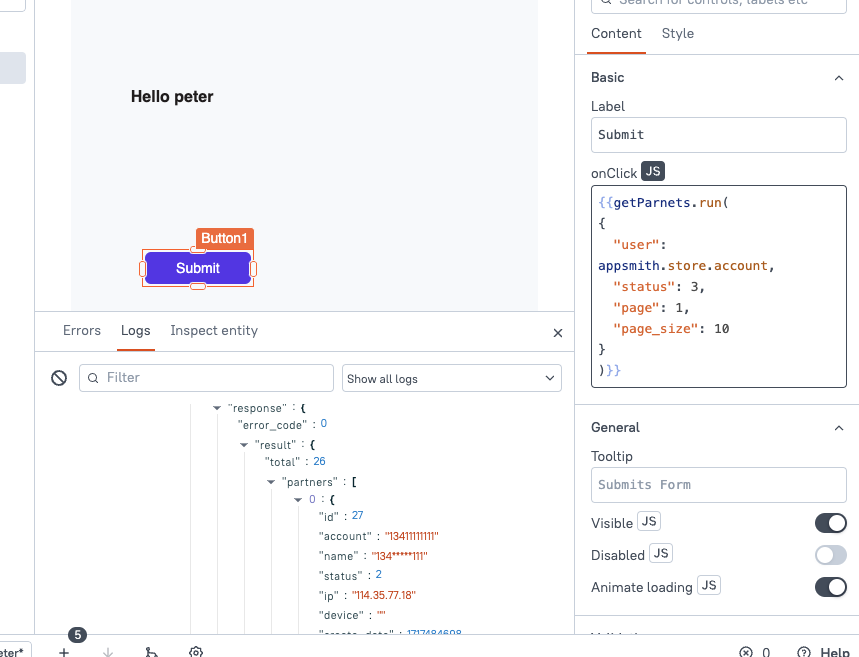 Search for controls, labels etc
Content Style
Hello peter
Button1
Submit
Basic
Label
Submit
onClick JS
{{getParnets.run(
{
"user":
appsmith.store.account,
"status": 3,
"page": 1,
"page_size": 10
}
)}}
Errors Logs Inspect entity
Filter
Show all logs
"response" : {
"error_code" : 0
"result" : {
"total" : 26
"partners" : [
0 : {
"id" : 27
"account" : "13411111111"
"name" : "134*****111"
"status" : 2
"ip" : "114.35.77.18"
"device" : ""
"create_date" : 1717484608
General
Tooltip
Submits Form
Visible JS
Disabled JS
Animate loading JS
eter*
5
0
Help